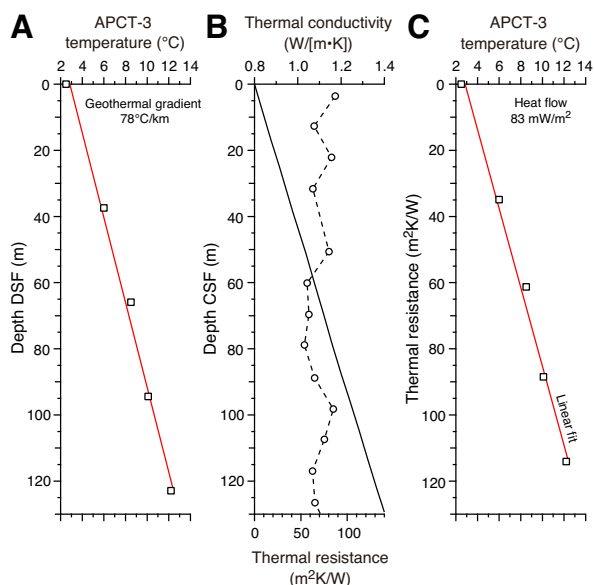 A
APCT-3
temperature (°C)
2 4 6 8 10 12 14
Geothermal gradient
78°C/km
0
20
40
60
80
100
120
Depth DSF (m)
B
Thermal conductivity
(W/[m•K])
0.8 1.0 1.2 1.4
0
20
40
60
80
100
120
Depth CSF (m)
0 50 100
Thermal resistance
(m²K/W)
C
APCT-3
temperature (°C)
2 4 6 8 10 12 14
Heat flow
83 mW/m²
0
20
40
60
80
100
120
Thermal resistance (m²K/W)
Linear fit